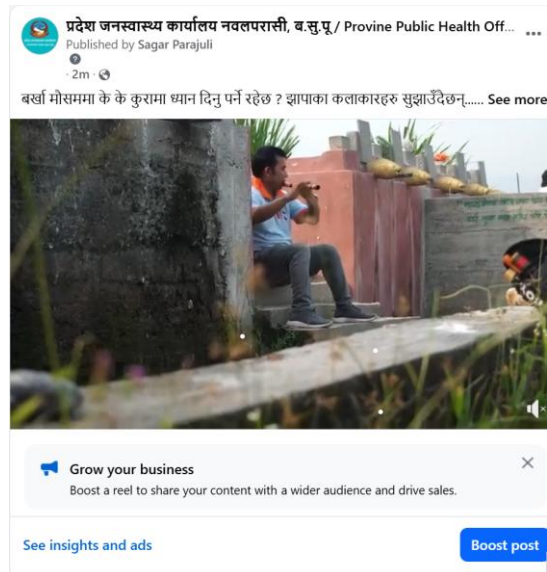 प्रदेश जनस्वास्थ्य कार्यालय नवलपरासी, ब.सु.पू / Provine Public Health Off...
Published by Sagar Parajuli
· 2m ·
बर्खा मौसममा के के कुरामा ध्यान दिनु पर्ने रहेछ ? झापाका कलाकारहरु सुझाउँदैछन्...... See more
Grow your business
Boost a reel to share your content with a wider audience and drive sales.
See insights and ads
Boost post